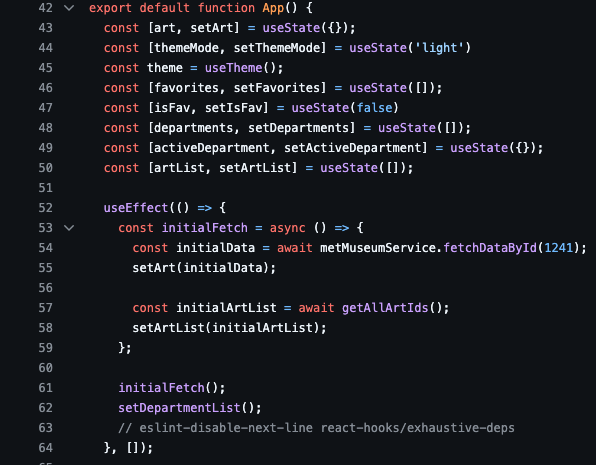 42 export default function App() {
43 const [art, setArt] = useState({});
44 const [themeMode, setThemeMode] = useState('light')
45 const theme = useTheme();
46 const [favorites, setFavorites] = useState([]);
47 const [isFav, setIsFav] = useState(false)
48 const [departments, setDepartments] = useState([]);
49 const [activeDepartment, setActiveDepartment] = useState({});
50 const [artList, setArtList] = useState([]);
51
52 useEffect(() => {
53 const initialFetch = async () => {
54 const initialData = await metMuseumService.fetchDataById(1241);
55 setArt(initialData);
56
57 const initialArtList = await getAllArtIds();
58 setArtList(initialArtList);
59 };
60
61 initialFetch();
62 setDepartmentList();
63 // eslint-disable-next-line react-hooks/exhaustive-deps
64 }, []);